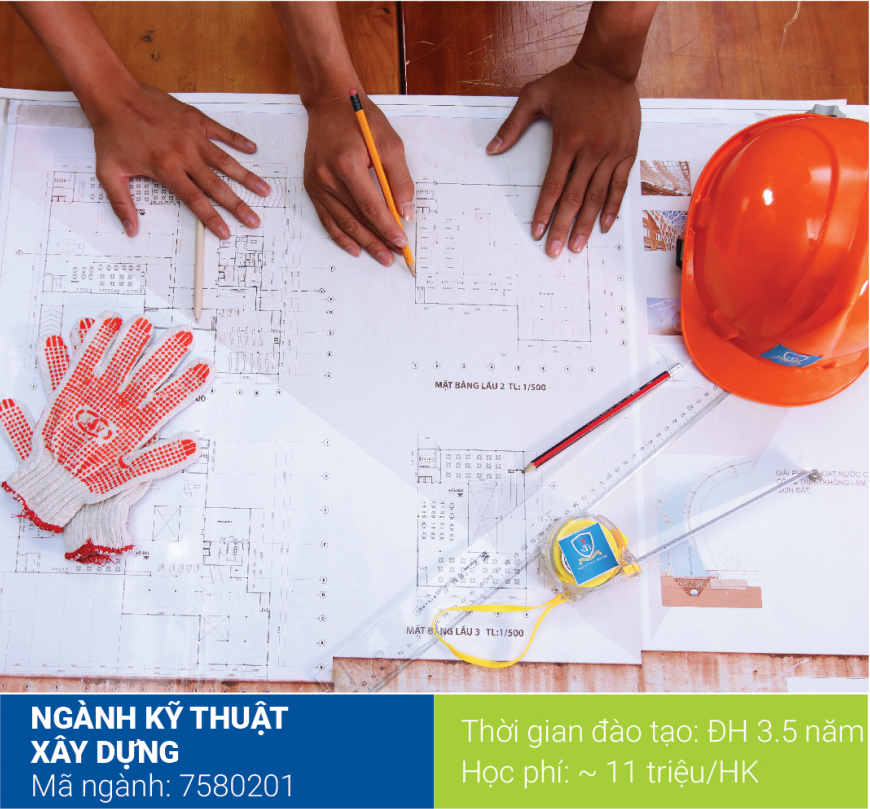 MẶT BẰNG LẦU 2 TL: 1/500
MẶT BẰNG LẦU 3 TL:1/500
NGÀNH KỸ THUẬT
XÂY DỰNG
Mã ngành: 7580201
Thời gian đào tạo: ĐH 3.5 năm
Học phí: ~ 11 triệu/HK